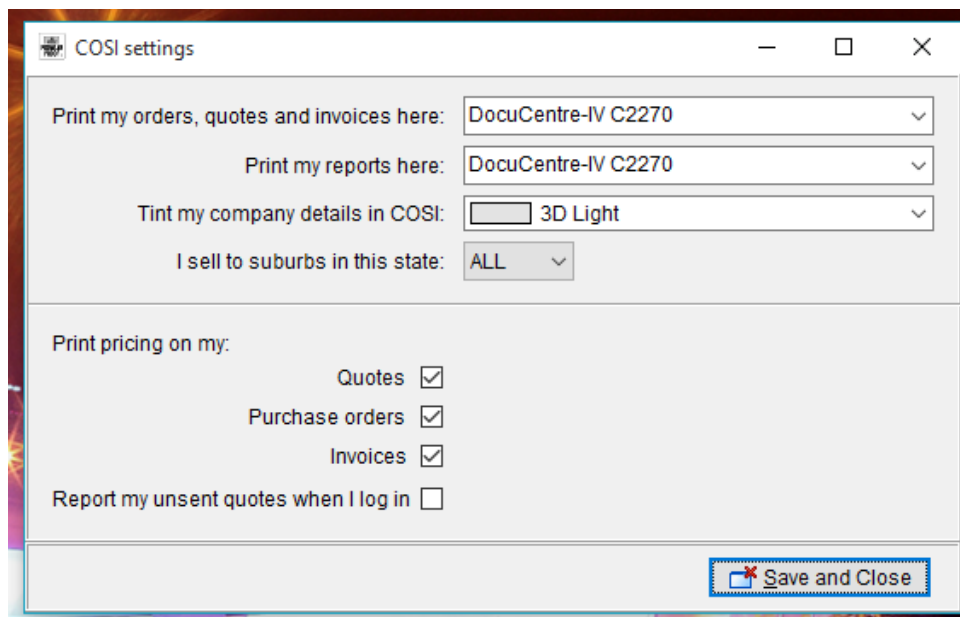 COSI settings
Print my orders, quotes and invoices here: DocuCentre-IV C2270
Print my reports here: DocuCentre-IV C2270
Tint my company details in COSI: 3D Light
I sell to suburbs in this state: ALL
Print pricing on my:
Quotes
Purchase orders
Invoices
Report my unsent quotes when I log in
Save and Close